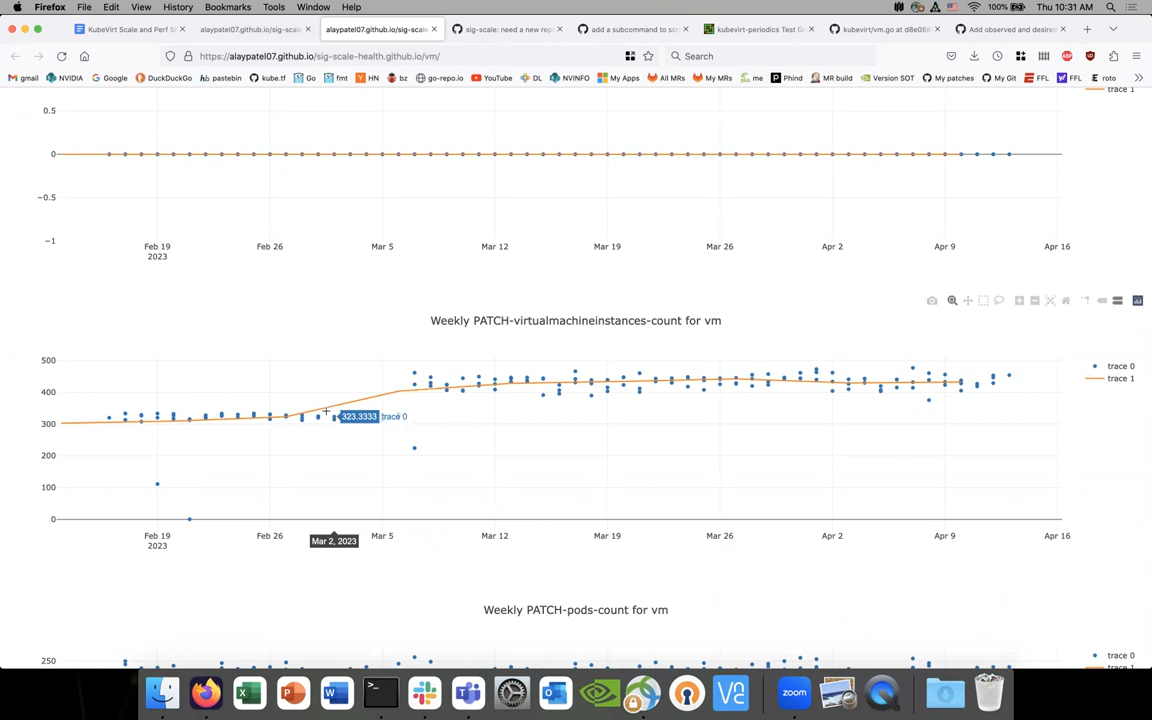 Firefox File Edit View History Bookmarks Tools Window Help 100% Thu 10:31 AM
KubeVirt Scale and Perf S alaypatel07.github.io/sig-scale alaypatel07.github.io/sig-scale sig-scale: need a new rep add a subcommand to scr kubevirt-periodics Test G kubevirt/vm.go at d8e088 Add observed and desired
https://alaypatel07.github.io/sig-scale-health.github.io/vm/ Search
gmail NVIDIA Google DuckDuckGo pastebin kube.tf Go fmt HN bz go-repo.io YouTube DL NVINFO My Apps All MRs My MRs me Phind MR build Version SOT My patches My Git FFL FFL roto
trace 1
0.5
0
−0.5
−1
Feb 19 Feb 26 Mar 5 Mar 12 Mar 19 Mar 26 Apr 2 Apr 9 Apr 16
2023
Weekly PATCH-virtualmachineinstances-count for vm
500
400
300
200
100
0
trace 0
trace 1
323.3333 trace 0
Feb 19 Feb 26 Mar 2, 2023 Mar 5 Mar 12 Mar 19 Mar 26 Apr 2 Apr 9 Apr 16
2023
Weekly PATCH-pods-count for vm
250
trace 0
trace 1
zoom